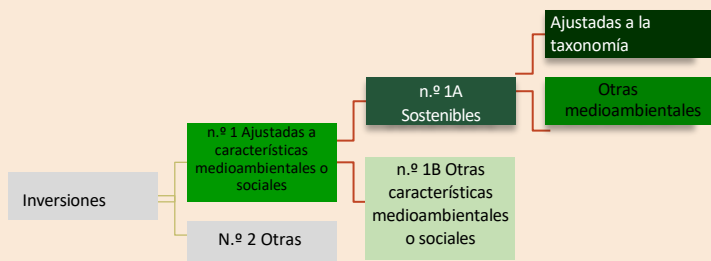 Ajustadas a la
taxonomía
n.º 1A
Sostenibles
Otras
medioambientales
n.º 1 Ajustadas a
características
medioambientales o
sociales
n.º 1B Otras
características
medioambientales
o sociales
Inversiones
N.º 2 Otras